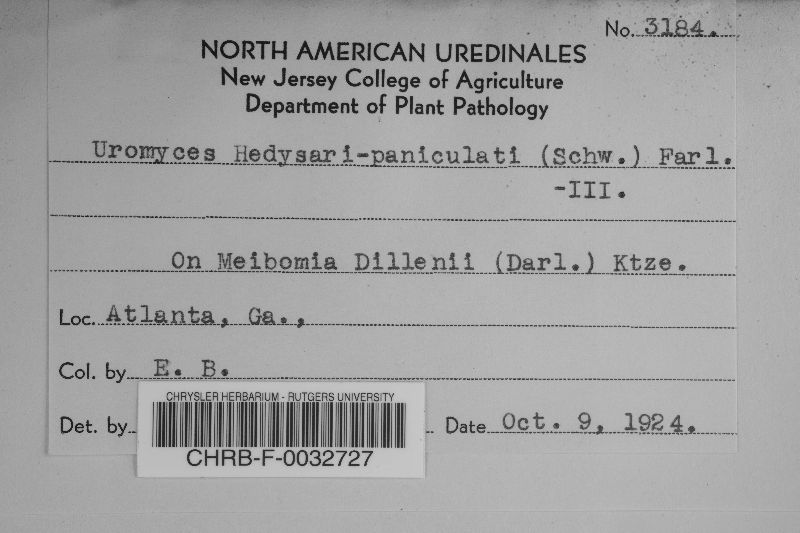 No. 3184.
NORTH AMERICAN UREDINALES
New Jersey College of Agriculture
Department of Plant Pathology
Uromyces Hedysari-paniculati (Schw.) Farl.
-III.
On Meibomia Dillenii (Darl.) Ktze.
Loc. Atlanta, Ga.,
Col. by E. B.
CHRYSLER HERBARIUM - RUTGERS UNIVERSITY
Det. by Date Oct. 9, 1924.
CHRB-F-0032727